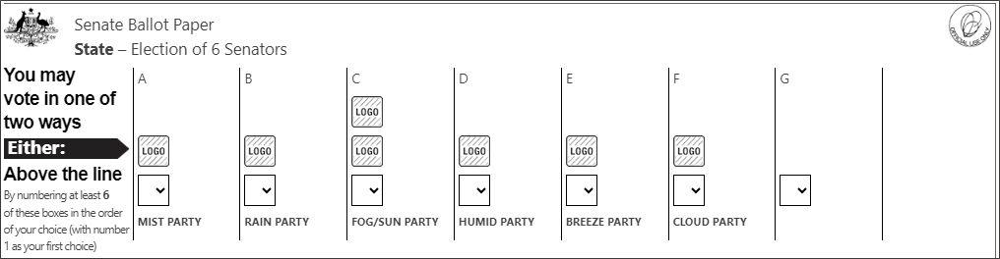 Senate Ballot Paper
State – Election of 6 Senators
OFFICIAL USE ONLY
You may
vote in one of
two ways
Either:
Above the line
By numbering at least 6
of these boxes in the order
of your choice (with number
1 as your first choice)
A B C D E F G
LOGO
LOGO LOGO LOGO LOGO LOGO LOGO
MIST PARTY RAIN PARTY FOG/SUN PARTY HUMID PARTY BREEZE PARTY CLOUD PARTY